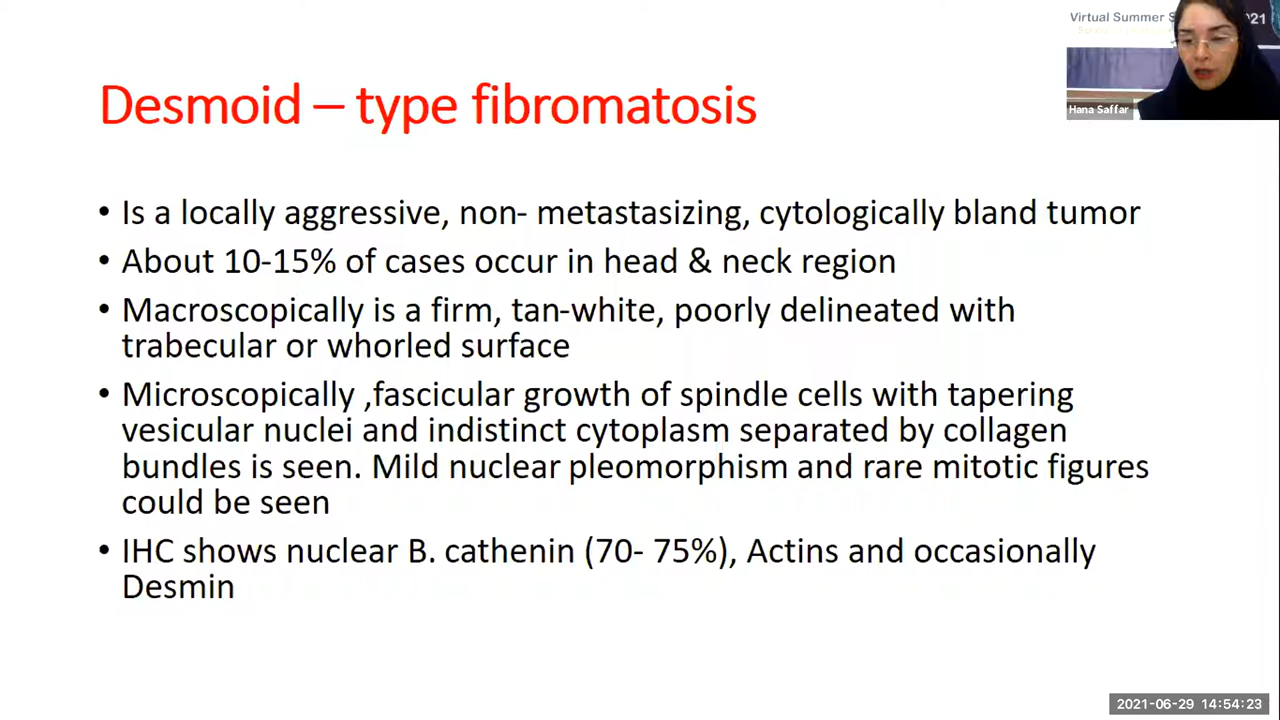 Virtual Summer S
2021
Hana Saffar
Desmoid – type fibromatosis
• Is a locally aggressive, non- metastasizing, cytologically bland tumor
• About 10-15% of cases occur in head & neck region
• Macroscopically is a firm, tan-white, poorly delineated with
trabecular or whorled surface
• Microscopically ,fascicular growth of spindle cells with tapering
vesicular nuclei and indistinct cytoplasm separated by collagen
bundles is seen. Mild nuclear pleomorphism and rare mitotic figures
could be seen
• IHC shows nuclear B. cathenin (70- 75%), Actins and occasionally
Desmin
2021-06-29 14:54:23